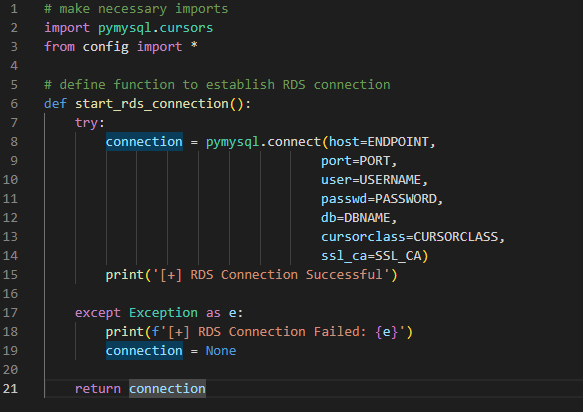 1 # make necessary imports
2 import pymysql.cursors
3 from config import *
4
5 # define function to establish RDS connection
6 def start_rds_connection():
7     try:
8         connection = pymysql.connect(host=ENDPOINT,
9                                      port=PORT,
10                                     user=USERNAME,
11                                     passwd=PASSWORD,
12                                     db=DBNAME,
13                                     cursorclass=CURSORCLASS,
14                                     ssl_ca=SSL_CA)
15         print('[+] RDS Connection Successful')
16
17     except Exception as e:
18         print(f'[+] RDS Connection Failed: {e}')
19         connection = None
20
21     return connection